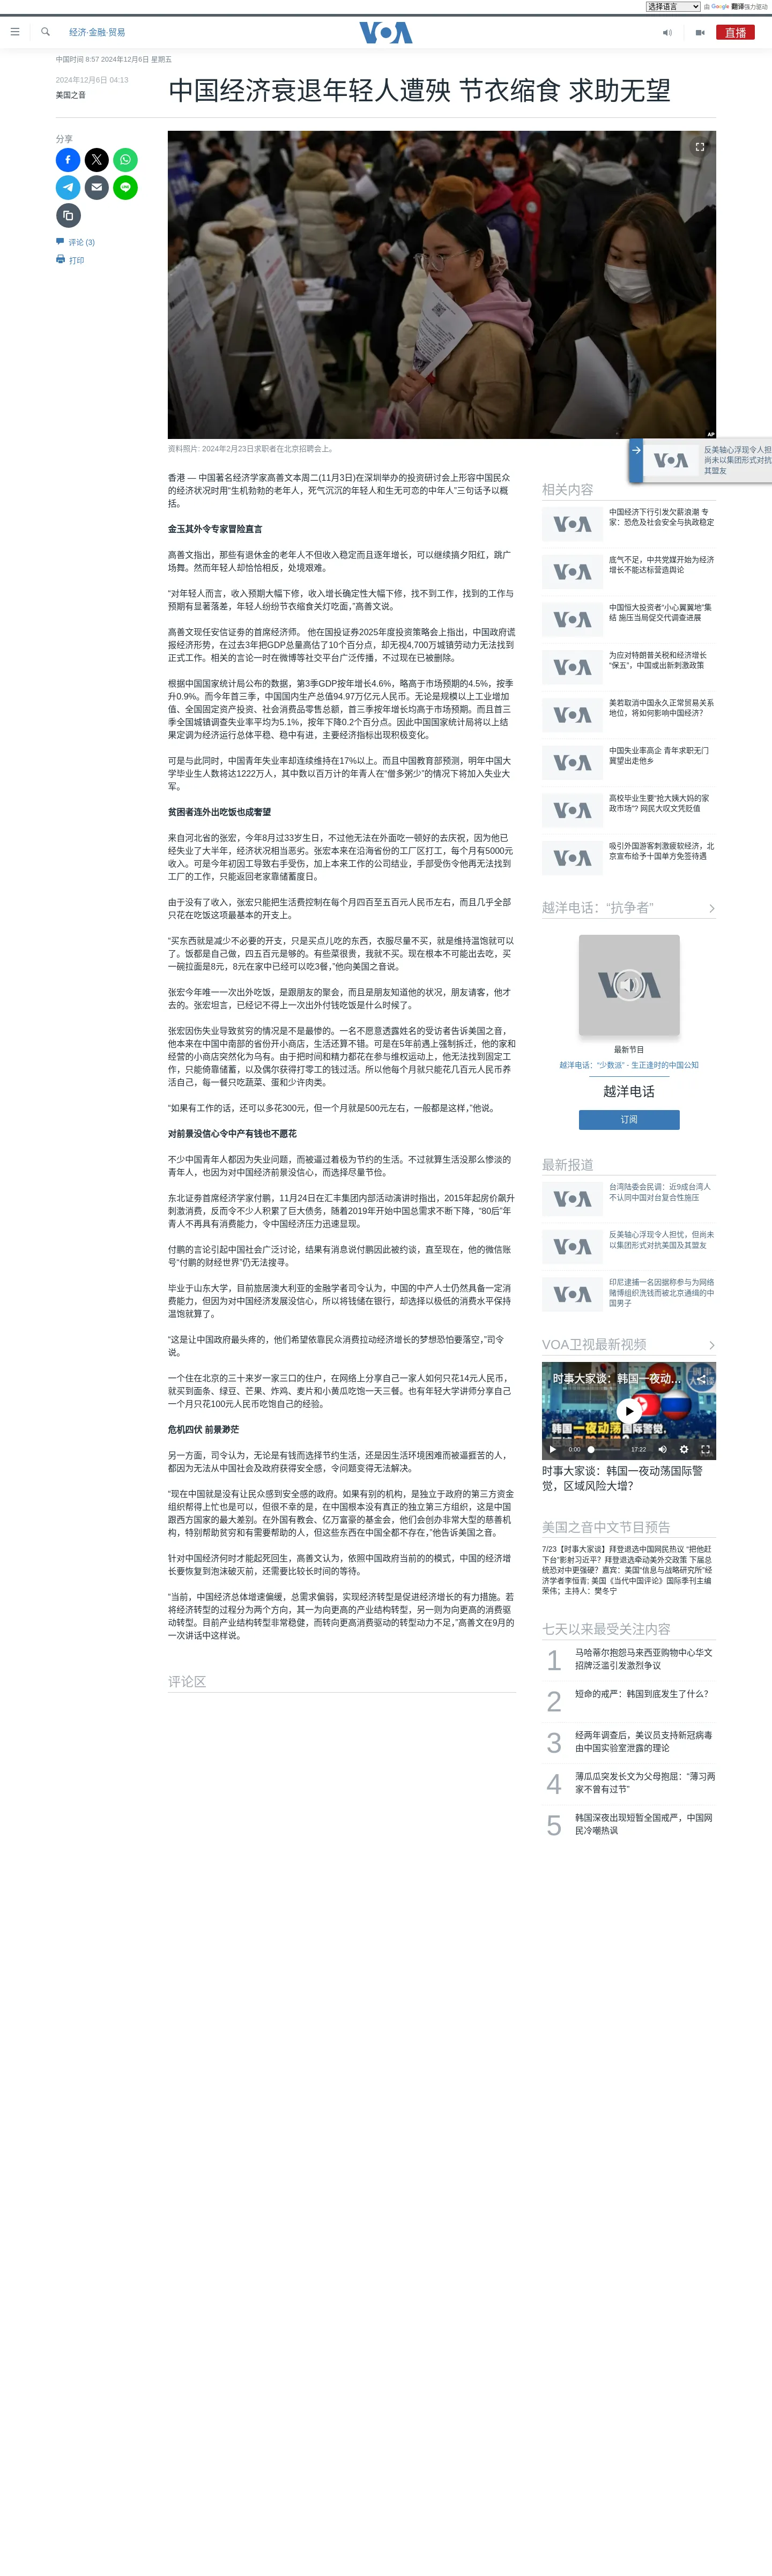 选择语言
由 Google 翻译强力驱动
经济·金融·贸易
VOA
直播
中国时间 8:57 2024年12月6日 星期五
2024年12月6日 04:13
美国之音
中国经济衰退年轻人遭殃 节衣缩食 求助无望
分享
评论 (3)
打印
AP
资料照片: 2024年2月23日求职者在北京招聘会上。
香港 — 中国著名经济学家高善文本周二(11月3日)在深圳举办的投资研讨会上形容中国民众
的经济状况时用“生机勃勃的老年人，死气沉沉的年轻人和生无可恋的中年人”三句话予以概
括。
金玉其外令专家冒险直言
高善文指出，那些有退休金的老年人不但收入稳定而且逐年增长，可以继续搞夕阳红，跳广
场舞。然而年轻人却恰恰相反，处境艰难。
“对年轻人而言，收入预期大幅下修，收入增长确定性大幅下修，找不到工作，找到的工作与
预期有显著落差，年轻人纷纷节衣缩食关灯吃面，”高善文说。
高善文现任安信证券的首席经济师。 他在国投证券2025年度投资策略会上指出，中国政府谎
报经济形势，在过去3年把GDP总量高估了10个百分点，却无视4,700万城镇劳动力无法找到
正式工作。相关的言论一时在微博等社交平台广泛传播，不过现在已被删除。
根据中国国家统计局公布的数据，第3季GDP按年增长4.6%，略高于市场预期的4.5%，按季
升0.9%。而今年首三季，中国国内生产总值94.97万亿元人民币。无论是规模以上工业增加
值、全国固定资产投资、社会消费品零售总额，首三季按年增长均高于市场预期。而且首三
季全国城镇调查失业率平均为5.1%，按年下降0.2个百分点。因此中国国家统计局将以上结
果定调为经济运行总体平稳、稳中有进，主要经济指标出现积极变化。
可是与此同时，中国青年失业率却连续维持在17%以上。而且中国教育部预测，明年中国大
学毕业生人数将达1222万人，其中数以百万计的年青人在“僧多粥少”的情况下将加入失业大
军。
贫困者连外出吃饭也成奢望
来自河北省的张宏，今年8月过33岁生日，不过他无法在外面吃一顿好的去庆祝，因为他已
经失业了大半年，经济状况相当恶劣。张宏本来在沿海省份的工厂区打工，每个月有5000元
收入。可是今年初因工导致右手受伤，加上本来工作的公司结业，手部受伤令他再无法找到
工厂的工作，只能返回老家靠储蓄度日。
由于没有了收入，张宏只能把生活费控制在每个月四百至五百元人民币左右，而且几乎全部
只花在吃饭这项最基本的开支上。
“买东西就是减少不必要的开支，只是买点儿吃的东西，衣服尽量不买，就是维持温饱就可以
了。饭都是自己做，四五百元是够的。有些菜很贵，我就不买。现在根本不可能出去吃，买
一碗拉面是8元，8元在家中已经可以吃3餐，”他向美国之音说。
张宏今年唯一一次出外吃饭，是跟朋友的聚会，而且是朋友知道他的状况，朋友请客，他才
去的。张宏坦言，已经记不得上一次出外付钱吃饭是什么时候了。
张宏因伤失业导致贫穷的情况是不是最惨的。一名不愿意透露姓名的受访者告诉美国之音，
他本来在中国中南部的省份开小商店，生活还算不错。可是在5年前遇上强制拆迁，他的家和
经营的小商店突然化为乌有。由于把时间和精力都花在参与维权运动上，他无法找到固定工
作，只能倚靠储蓄，以及偶尔获得打零工的钱过活。所以他每个月就只能花几百元人民币养
活自己，每一餐只吃蔬菜、蛋和少许肉类。
“如果有工作的话，还可以多花300元，但一个月就是500元左右，一般都是这样，”他说。
对前景没信心令中产有钱也不愿花
不少中国青年人都因为失业问题，而被逼过着极为节约的生活。不过就算生活没那么惨淡的
青年人，也因为对中国经济前景没信心，而选择尽量节俭。
东北证券首席经济学家付鹏，11月24日在汇丰集团内部活动演讲时指出，2015年起房价飙升
刺激消费，反而令不少人积累了巨大债务，随着2019年开始中国总需求不断下降，“80后”年
青人不再具有消费能力，令中国经济压力迅速显现。
付鹏的言论引起中国社会广泛讨论，结果有消息说付鹏因此被约谈，直至现在，他的微信账
号“付鹏的财经世界”仍无法搜寻。
毕业于山东大学，目前旅居澳大利亚的金融学者司令认为，中国的中产人士仍然具备一定消
费能力，但因为对中国经济发展没信心，所以将钱储在银行，却选择以极低的消费水平保持
温饱就算了。
“这是让中国政府最头疼的，他们希望依靠民众消费拉动经济增长的梦想恐怕要落空，”司令
说。
一个住在北京的三十来岁一家三口的住户，在网络上分享自己一家人如何只花14元人民币，
就买到面条、绿豆、芒果、炸鸡、麦片和小黄瓜吃饱一天三餐。也有年轻大学讲师分享自己
一个月只花100元人民币吃饱自己的经验。
危机四伏 前景渺茫
另一方面，司令认为，无论是有钱而选择节约生活，还是因生活环境困难而被逼捱苦的人，
都因为无法从中国社会及政府获得安全感，令问题变得无法解决。
“现在中国就是没有让民众感到安全感的政府。如果有别的机构，是独立于政府的第三方资金
组织帮得上忙也是可以，但很不幸的是，在中国根本没有真正的独立第三方组织，这是中国
跟西方国家的最大差别。在外国有教会、亿万富豪的基金会，他们会创办非常大型的慈善机
构，特别帮助贫穷和有需要帮助的人，但这些东西在中国全都不存在，”他告诉美国之音。
针对中国经济何时才能起死回生，高善文认为，依照中国政府当前的的模式，中国的经济增
长要恢复到泡沫破灭前，还需要比较长时间的等待。
“当前，中国经济总体增速偏缓，总需求偏弱，实现经济转型是促进经济增长的有力措施。若
将经济转型的过程分为两个方向，其一为向更高的产业结构转型，另一则为向更高的消费驱
动转型。目前产业结构转型非常稳健，而转向更高消费驱动的转型动力不足，”高善文在9月的
一次讲话中这样说。
评论区
反美轴心浮现令人担
尚未以集团形式对抗
其盟友
相关内容
中国经济下行引发欠薪浪潮 专
家：恐危及社会安全与执政稳定
底气不足，中共党媒开始为经济
增长不能达标营造舆论
中国恒大投资者“小心翼翼地”集
结 施压当局促交代调查进展
为应对特朗普关税和经济增长
“保五”，中国或出新刺激政策
美若取消中国永久正常贸易关系
地位，将如何影响中国经济？
中国失业率高企 青年求职无门
冀望出走他乡
高校毕业生要“抢大姨大妈的家
政市场”？网民大叹文凭贬值
吸引外国游客刺激疲软经济，北
京宣布给予十国单方免签待遇
越洋电话：“抗争者”
最新节目
越洋电话：“少数派” - 生正逢时的中国公知
越洋电话
订阅
最新报道
台湾陆委会民调：近9成台湾人
不认同中国对台复合性施压
反美轴心浮现令人担忧，但尚未
以集团形式对抗美国及其盟友
印尼逮捕一名因据称参与为网络
赌博组织洗钱而被北京通缉的中
国男子
VOA卫视最新视频
时事大家谈：韩国一夜动…
韩国一夜动荡国际警觉，
0:00
17:22
时事大家谈：韩国一夜动荡国际警
觉，区域风险大增？
美国之音中文节目预告
7/23【时事大家谈】拜登退选中国网民热议 “把他赶
下台”影射习近平？拜登退选牵动美外交政策 下届总
统恐对中更强硬？嘉宾：美国“信息与战略研究所”经
济学者李恒青; 美国《当代中国评论》国际季刊主编
荣伟；主持人：樊冬宁
七天以来最受关注内容
1
马哈蒂尔抱怨马来西亚购物中心华文
招牌泛滥引发激烈争议
2
短命的戒严：韩国到底发生了什么？
3
经两年调查后，美议员支持新冠病毒
由中国实验室泄露的理论
4
薄瓜瓜突发长文为父母抱屈：“薄习两
家不曾有过节”
5
韩国深夜出现短暂全国戒严，中国网
民冷嘲热讽